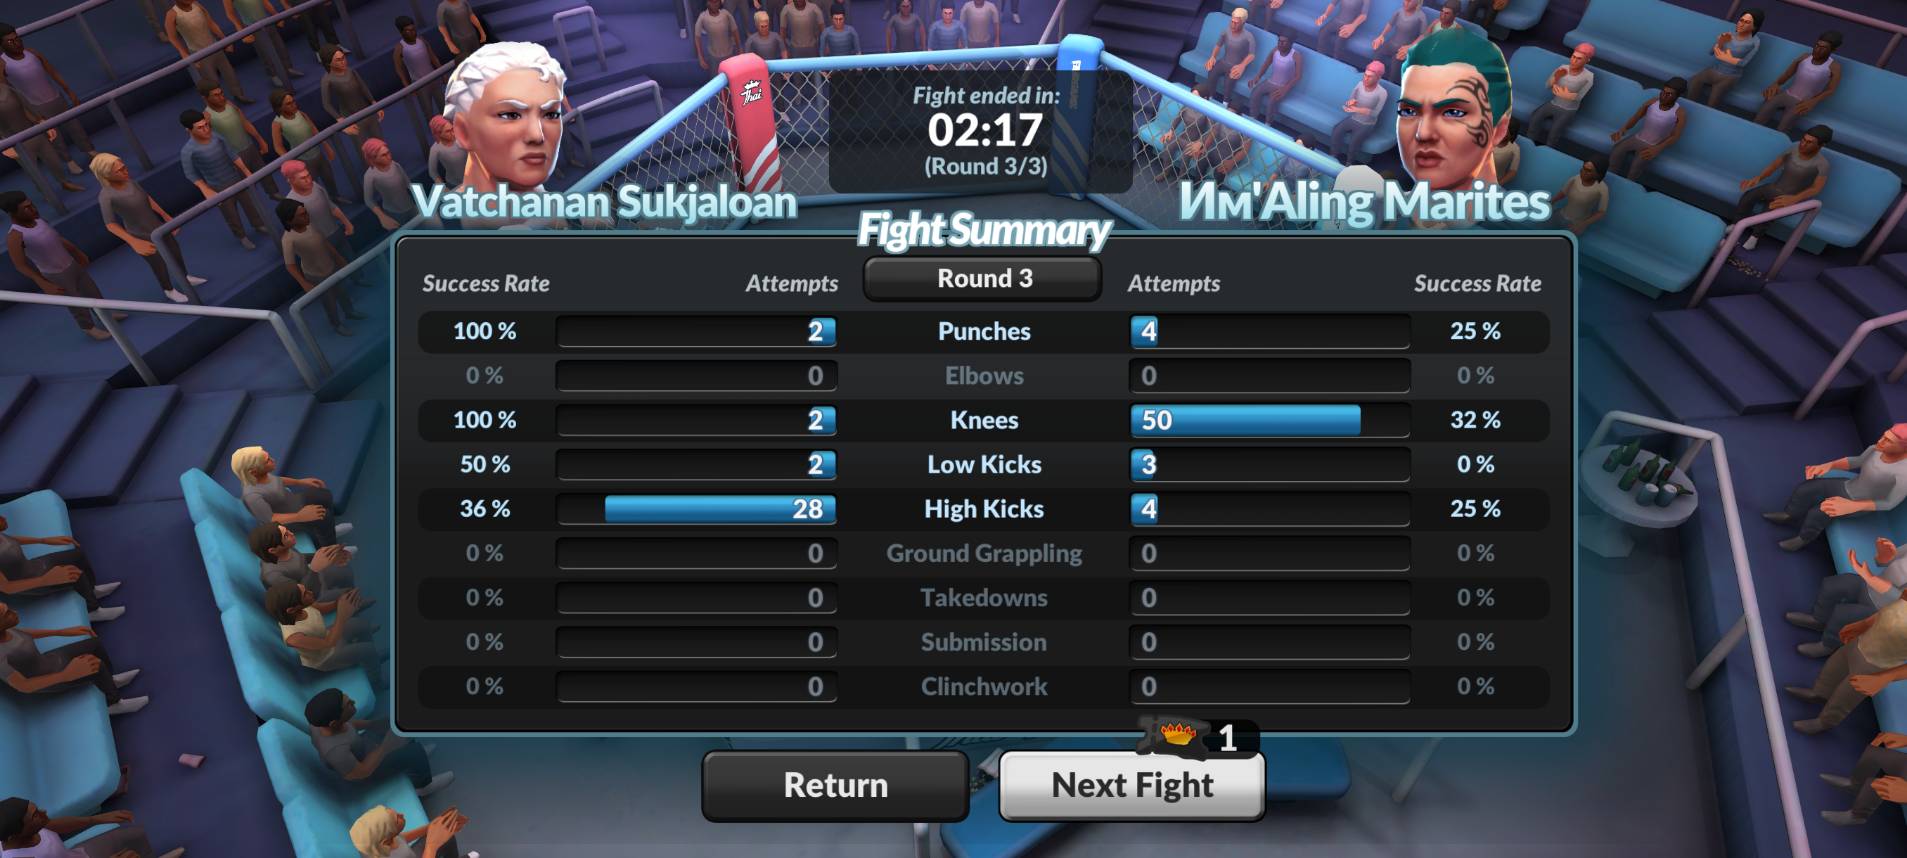 Thai
Fight ended in:
02:17
(Round 3/3)
Vatchanan Sukjaloan
Им'Aling Marites
Fight Summary
Success Rate Attempts Round 3 Attempts Success Rate
100 % 2 Punches 4 25 %
0 % 0 Elbows 0 0 %
100 % 2 Knees 50 32 %
50 % 2 Low Kicks 3 0 %
36 % 28 High Kicks 4 25 %
0 % 0 Ground Grappling 0 0 %
0 % 0 Takedowns 0 0 %
0 % 0 Submission 0 0 %
0 % 0 Clinchwork 0 0 %
1
Return Next Fight